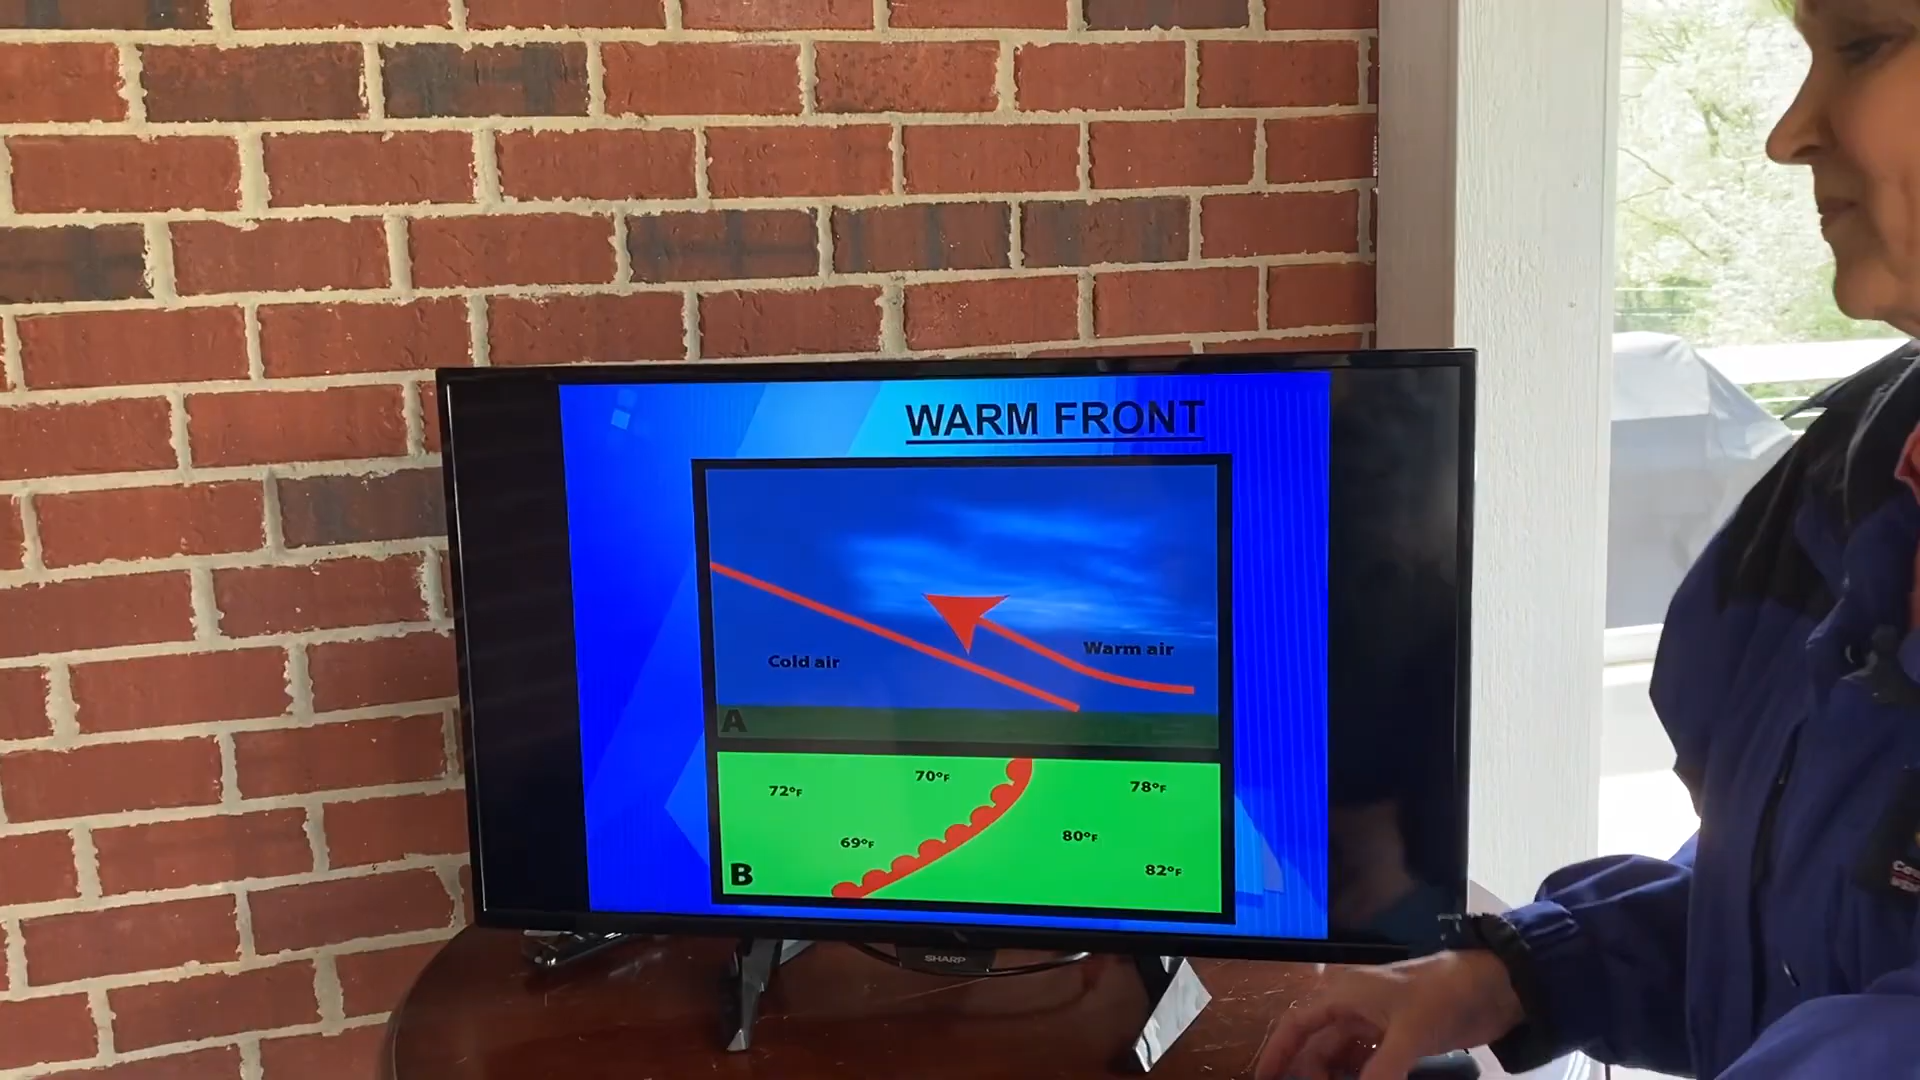 WARM FRONT
Warm air
Cold air
A
70°F
78°F
72°F
80°F
69°F
82°F
B
SHARP